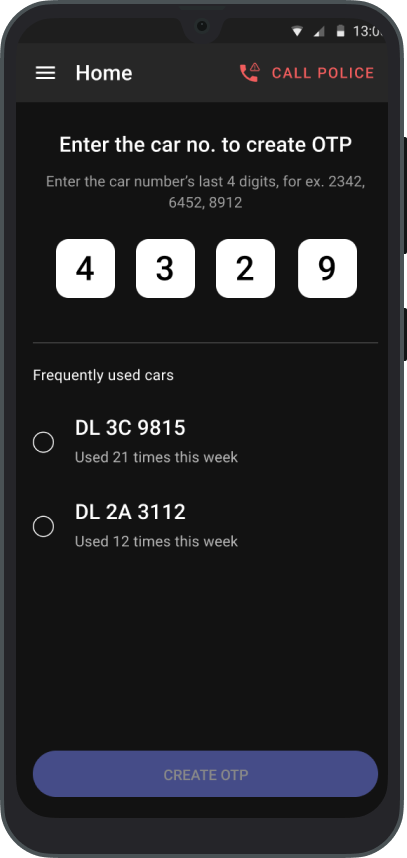 13:0
Home
CALL POLICE
Enter the car no. to create OTP
Enter the car number's last 4 digits, for ex. 2342,
6452, 8912
4 3 2 9
Frequently used cars
DL 3C 9815
Used 21 times this week
DL 2A 3112
Used 12 times this week
CREATE OTP